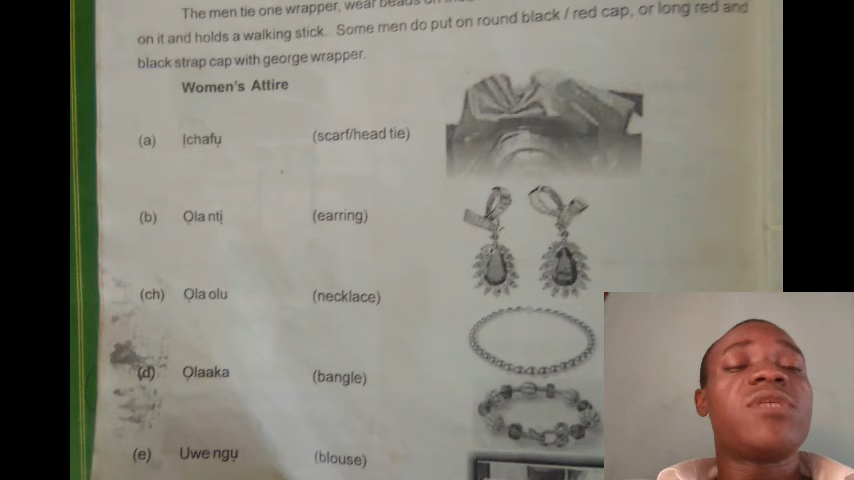 The men tie one wrapper, wear beads on
on it and holds a walking stick. Some men do put on round black / red cap, or long red and
black strap cap with george wrapper.
Women's Attire
(a) Ịchafụ (scarf/head tie)
(b) Ọla ntị (earring)
(ch) Ọla olu (necklace)
(d) Ọlaaka (bangle)
(e) Uwe ngụ (blouse)